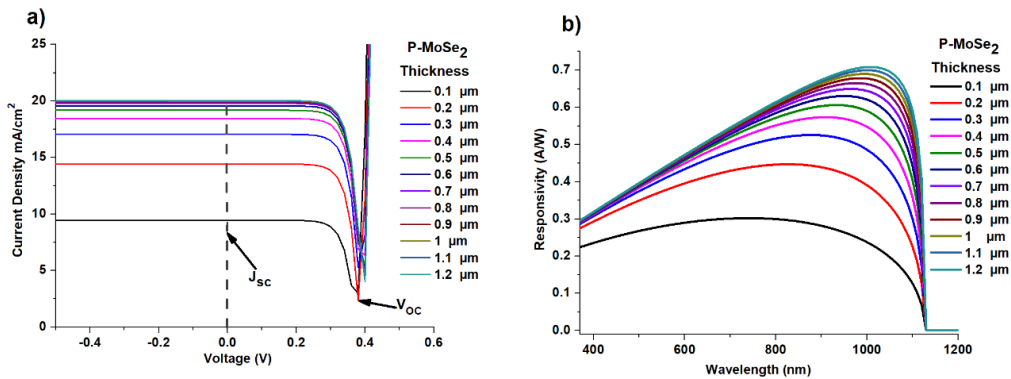 a)
P-MoSe2
Thickness
0.1 μm
0.2 μm
0.3 μm
0.4 μm
0.5 μm
0.6 μm
0.7 μm
0.8 μm
0.9 μm
1 μm
1.1 μm
1.2 μm
Current Density mA/cm2
25
20
15
10
5
0
JSC
VOC
-0.4
-0.2
0.0
0.2
0.4
0.6
Voltage (V)
b)
P-MoSe2
Thickness
0.1 μm
0.2 μm
0.3 μm
0.4 μm
0.5 μm
0.6 μm
0.7 μm
0.8 μm
0.9 μm
1 μm
1.1 μm
1.2 μm
Responsivity (A/W)
0.7
0.6
0.5
0.4
0.3
0.2
0.1
0.0
400
600
800
1000
1200
Wavelength (nm)